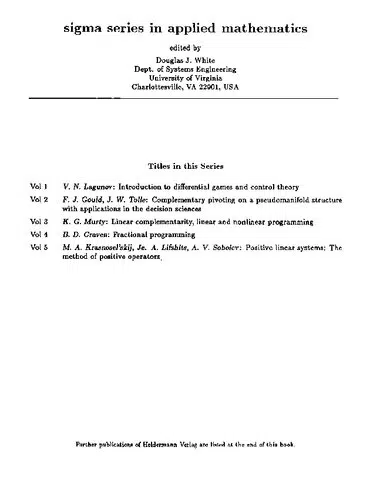 sigma series in applied mathematics
edited by
Douglas J. White
Dept. of Systems Engineering
University of Virginia
Charlottesville, VA 22901, USA
Titles in this Series
Vol 1 V. N. Lagunov: Introduction to differential games and control theory
Vol 2 F. J. Gould, J. W. Tolle: Complementary pivoting on a pseudomanifold structure
with applications in the decision sciences
Vol 3 K. G. Murty: Linear complementarity, linear and nonlinear programming
Vol 4 B. D. Craven: Fractional programming
Vol 5 M. A. Krasnosel'skij, Je. A. Lifshits, A. V. Sobolev: Positive linear systems: The
method of positive operators
Further publications of Heldermann Verlag are listed at the end of this book.